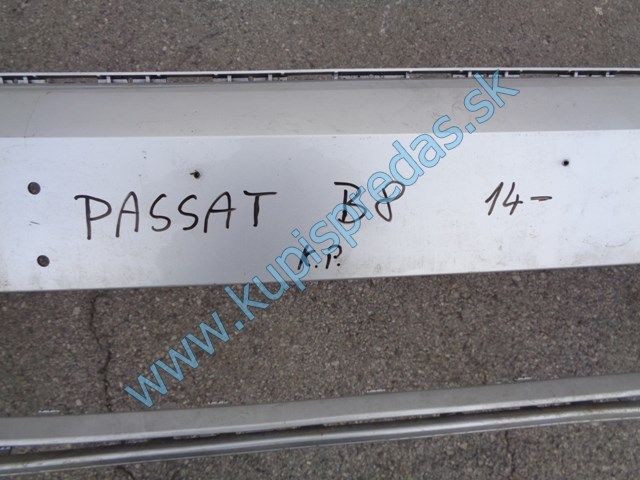 PASSAT B8 14-
F.P.
www.kupispredas.sk